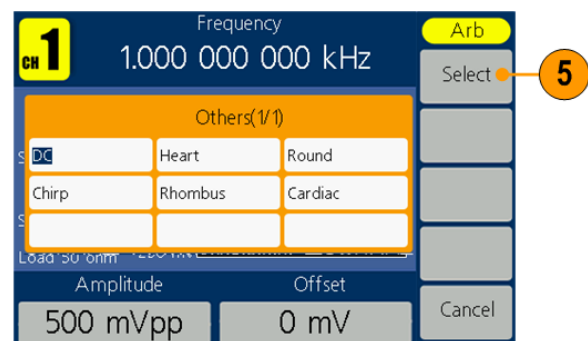 CH 1
Frequency
1.000 000 000 kHz
Arb
Select
5
Others(1/1)
DC Heart Round
Chirp Rhombus Cardiac
Load 50 ohm
Amplitude Offset
500 mVpp 0 mV
Cancel